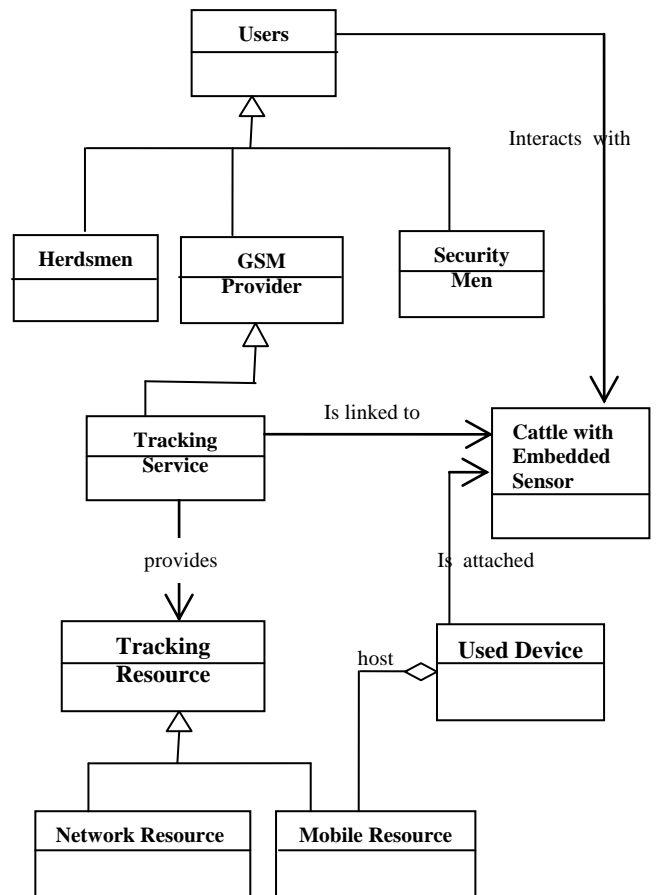 Users
Interacts with
Herdsmen
GSM
Provider
Security
Men
Is linked to
Tracking
Service
Cattle with
Embedded
Sensor
provides
Is attached
Tracking
Resource
host
Used Device
Network Resource
Mobile Resource